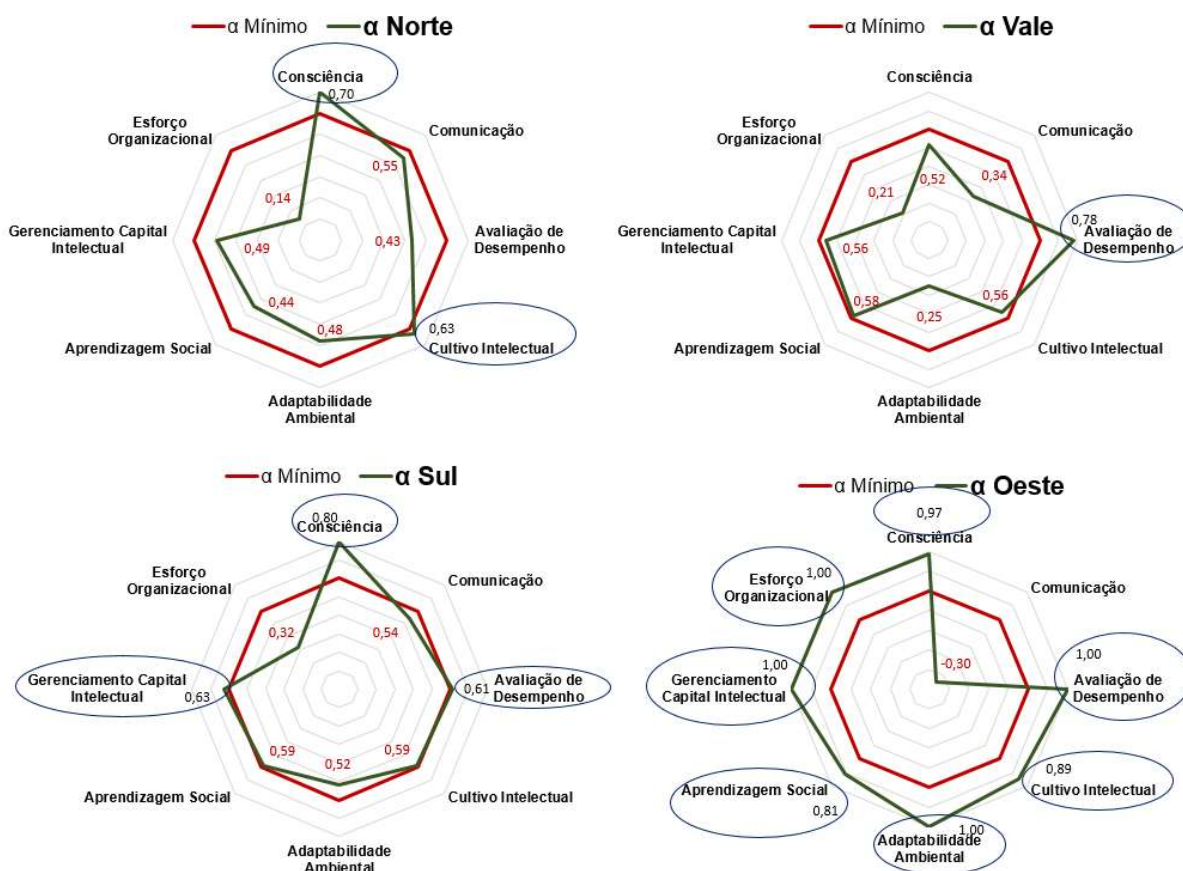 α Mínimo α Norte
Consciência
0,70
Esforço
Organizacional
Comunicação
0,55
0,14
Gerenciamento Capital
Intelectual
0,49
0,43
Avaliação de
Desempenho
0,44
0,48
0,63
Cultivo Intelectual
Aprendizagem Social
Adaptabilidade
Ambiental
α Mínimo α Vale
Consciência
Esforço
Organizacional
Comunicação
0,21
0,52
0,34
Gerenciamento Capital
Intelectual
0,56
0,78
Avaliação de
Desempenho
0,58
0,56
0,25
Aprendizagem Social
Cultivo Intelectual
Adaptabilidade
Ambiental
α Mínimo α Sul
0,80
Consciência
Esforço
Organizacional
Comunicação
0,32
0,54
Gerenciamento Capital
Intelectual
0,63
0,61
Avaliação de
Desempenho
0,59
0,52
0,59
Aprendizagem Social
Cultivo Intelectual
Adaptabilidade
Ambiental
α Mínimo α Oeste
0,97
Consciência
Esforço
Organizacional
1,00
Comunicação
-0,30
1,00
Gerenciamento
Capital Intelectual
1,00
Avaliação de
Desempenho
0,89
Cultivo Intelectual
Aprendizagem Social
0,81
1,00
Adaptabilidade
Ambiental